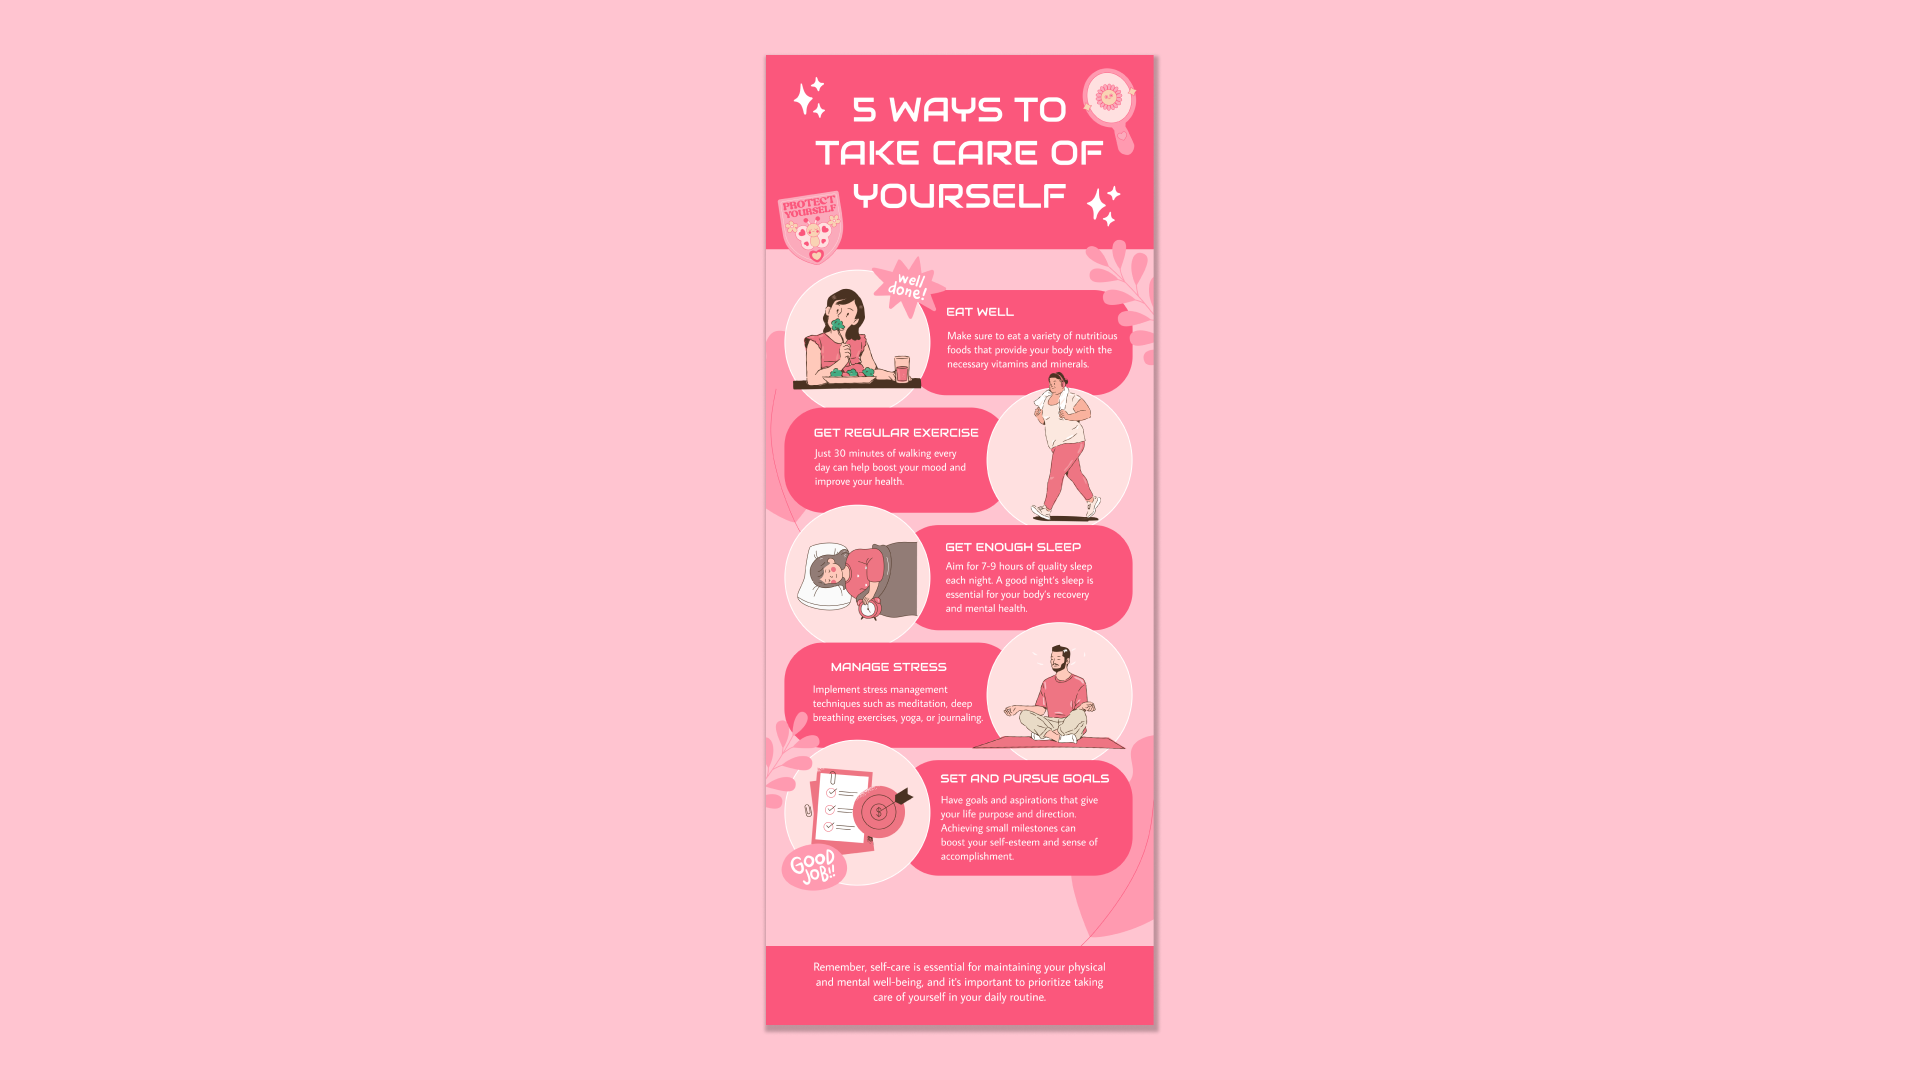 5 WAYS TO
TAKE CARE OF
YOURSELF
PROTECT
YOURSELF
well
done!
EAT WELL
Make sure to eat a variety of nutritious
foods that provide your body with the
necessary vitamins and minerals.
GET REGULAR EXERCISE
Just 30 minutes of walking every
day can help boost your mood and
improve your health.
GET ENOUGH SLEEP
Aim for 7-9 hours of quality sleep
each night. A good night's sleep is
essential for your body's recovery
and mental health.
MANAGE STRESS
Implement stress management
techniques such as meditation, deep
breathing exercises, yoga, or journaling.
SET AND PURSUE GOALS
Have goals and aspirations that give
your life purpose and direction.
Achieving small milestones can
boost your self-esteem and sense of
accomplishment.
$
GOOD
JOB!!
Remember, self-care is essential for maintaining your physical
and mental well-being, and it's important to prioritize taking
care of yourself in your daily routine.